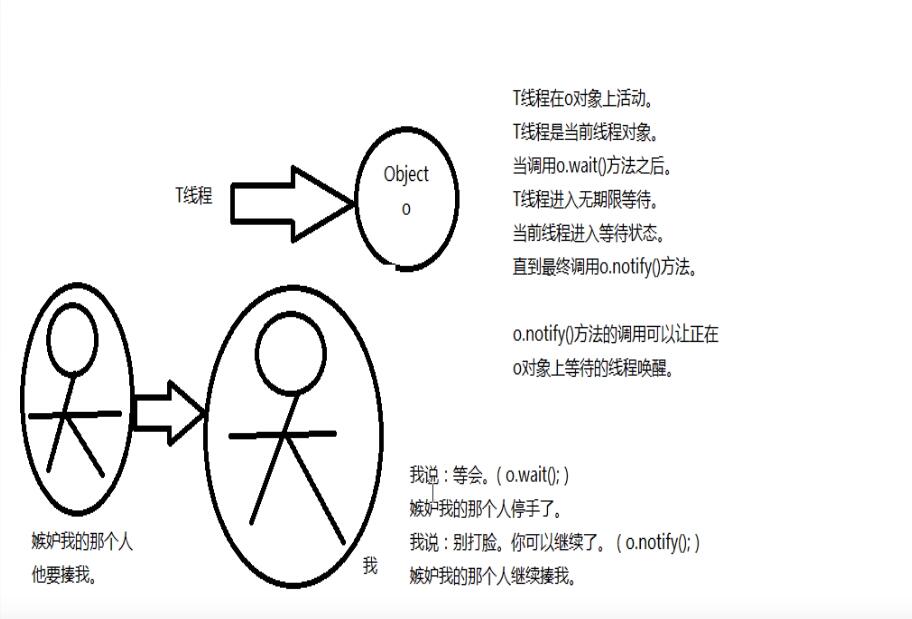 T线程
Object
o
T线程在o对象上活动。
T线程是当前线程对象。
当调用o.wait()方法之后。
T线程进入无期限等待。
当前线程进入等待状态。
直到最终调用o.notify()方法。
o.notify()方法的调用可以让正在
o对象上等待的线程唤醒。
嫉妒我的那个人
他要揍我。
我
我说：等会。( o.wait(); )
嫉妒我的那个人停手了。
我说：别打脸。你可以继续了。 ( o.notify(); )
嫉妒我的那个人继续揍我。